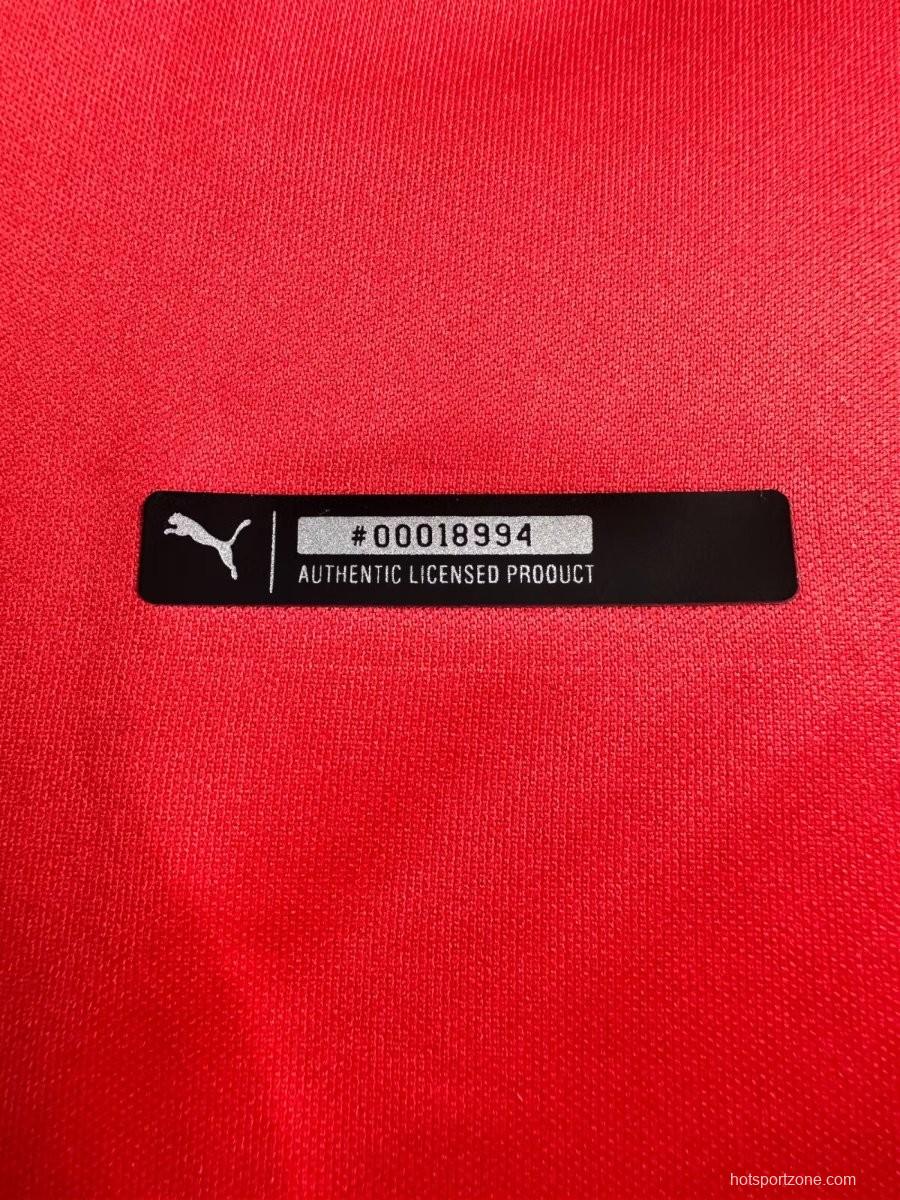 #00018994
AUTHENTIC LICENSED PROOUCT
hotsportzone.com